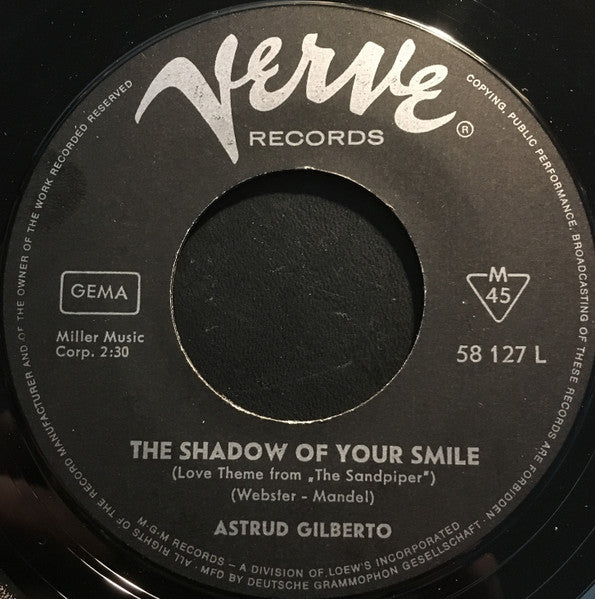 Verve
RECORDS ®
GEMA
Miller Music
Corp. 2:30
M
45
58 127 L
THE SHADOW OF YOUR SMILE
(Love Theme from „The Sandpiper")
(Webster - Mandel)
ASTRUD GILBERTO
M-G-M RECORDS – A DIVISION OF LOEW'S INCORPORATED
· ALL RIGHTS OF THE RECORD MANUFACTURER AND OF THE OWNER OF THE WORK RECORDED RESERVED
COPYING, PUBLIC PERFORMANCE, BROADCASTING OF THESE RECORDS ARE FORBIDDEN
· MFD BY DEUTSCHE GRAMMOPHON GESELLSCHAFT ·